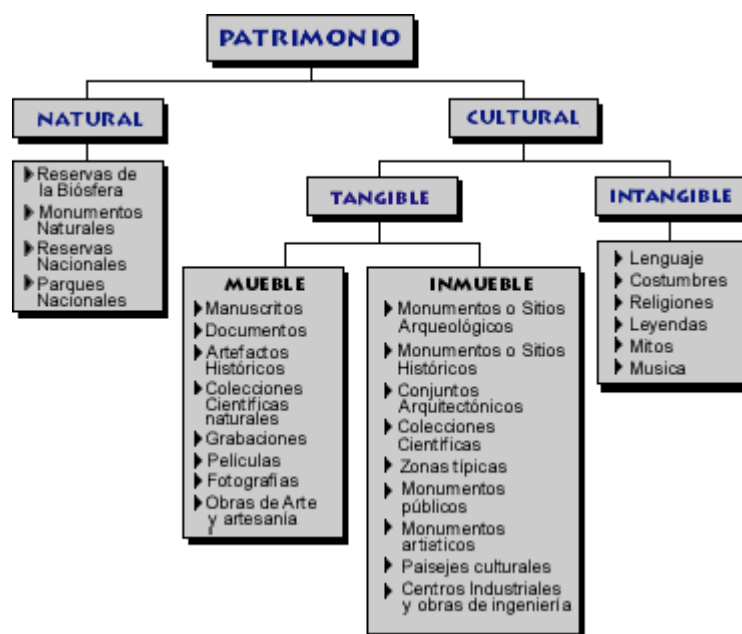 PATRIMONIO
NATURAL
CULTURAL
Reservas de
la Biósfera
Monumentos
Naturales
Reservas
Nacionales
Parques
Nacionales
TANGIBLE
INTANGIBLE
MUEBLE
Manuscritos
Documentos
Artefactos
Históricos
Colecciones
Científicas
naturales
Grabaciones
Películas
Fotografías
Obras de Arte
y artesanía
INMUEBLE
Monumentos o Sitios
Arqueológicos
Monumentos o Sitios
Históricos
Conjuntos
Arquitectónicos
Colecciones
Científicas
Zonas típicas
Monumentos
públicos
Monumentos
artisticos
Paisejes culturales
Centros Industriales
y obras de ingeniería
Lenguaje
Costumbres
Religiones
Leyendas
Mitos
Musica